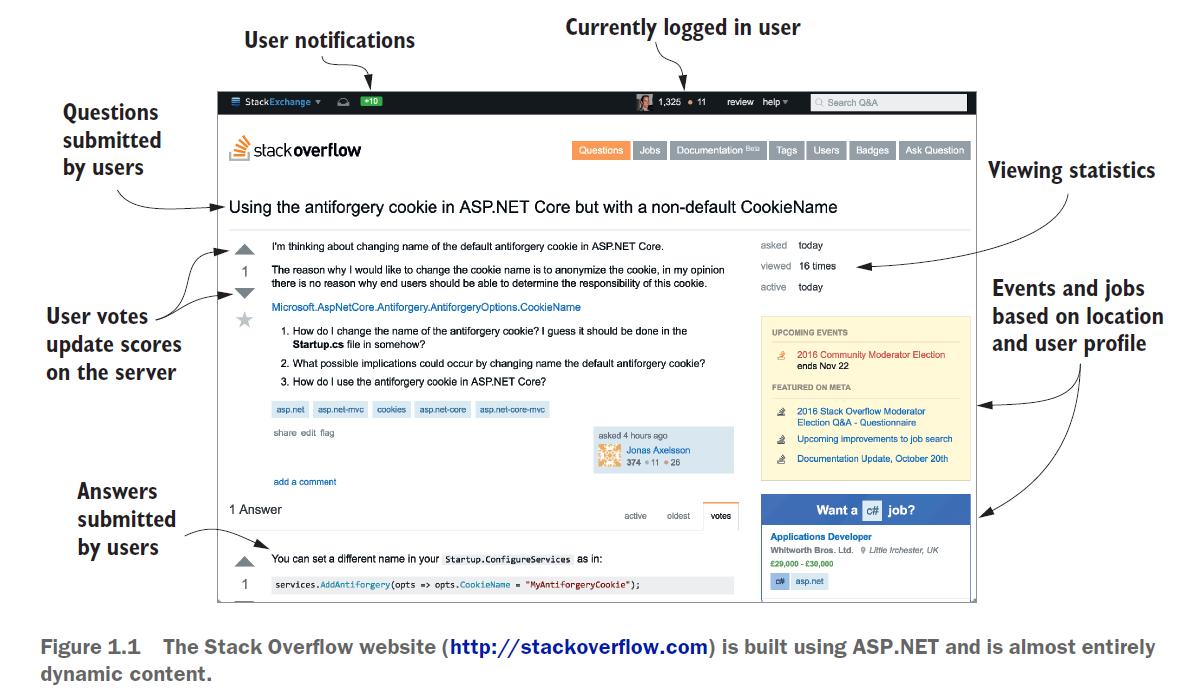 User notifications
Currently logged in user
Questions
submitted
by users
Viewing statistics
User votes
update scores
on the server
Events and jobs
based on location
and user profile
Answers
submitted
by users
StackExchange +10 1,325 11 review help Search Q&A
stackoverflow Questions Jobs Documentation Beta Tags Users Badges Ask Question
Using the antiforgery cookie in ASP.NET Core but with a non-default CookieName
I'm thinking about changing name of the default antiforgery cookie in ASP.NET Core.
1
The reason why I would like to change the cookie name is to anonymize the cookie, in my opinion
there is no reason why end users should be able to determine the responsibility of this cookie.
Microsoft.AspNetCore.Antiforgery.AntiforgeryOptions.CookieName
1. How do I change the name of the antiforgery cookie? I guess it should be done in the
Startup.cs file in somehow?
2. What possible implications could occur by changing name the default antiforgery cookie?
3. How do I use the antiforgery cookie in ASP.NET Core?
asp.net asp.net-mvc cookies asp.net-core asp.net-core-mvc
share edit flag
asked 4 hours ago
Jonas Axelsson
374 11 26
add a comment
asked today
viewed 16 times
active today
UPCOMING EVENTS
2016 Community Moderator Election
ends Nov 22
FEATURED ON META
2016 Stack Overflow Moderator
Election Q&A - Questionnaire
Upcoming improvements to job search
Documentation Update, October 20th
1 Answer
active oldest votes
You can set a different name in your Startup.ConfigureServices as in:
1
services.AddAntiforgery(opts => opts.CookieName = "MyAntiforgeryCookie");
Want a c# job?
Applications Developer
Whitworth Bros. Ltd. Little Irchester, UK
£29,000 - £30,000
c# asp.net
Figure 1.1 The Stack Overflow website (http://stackoverflow.com) is built using ASP.NET and is almost entirely
dynamic content.